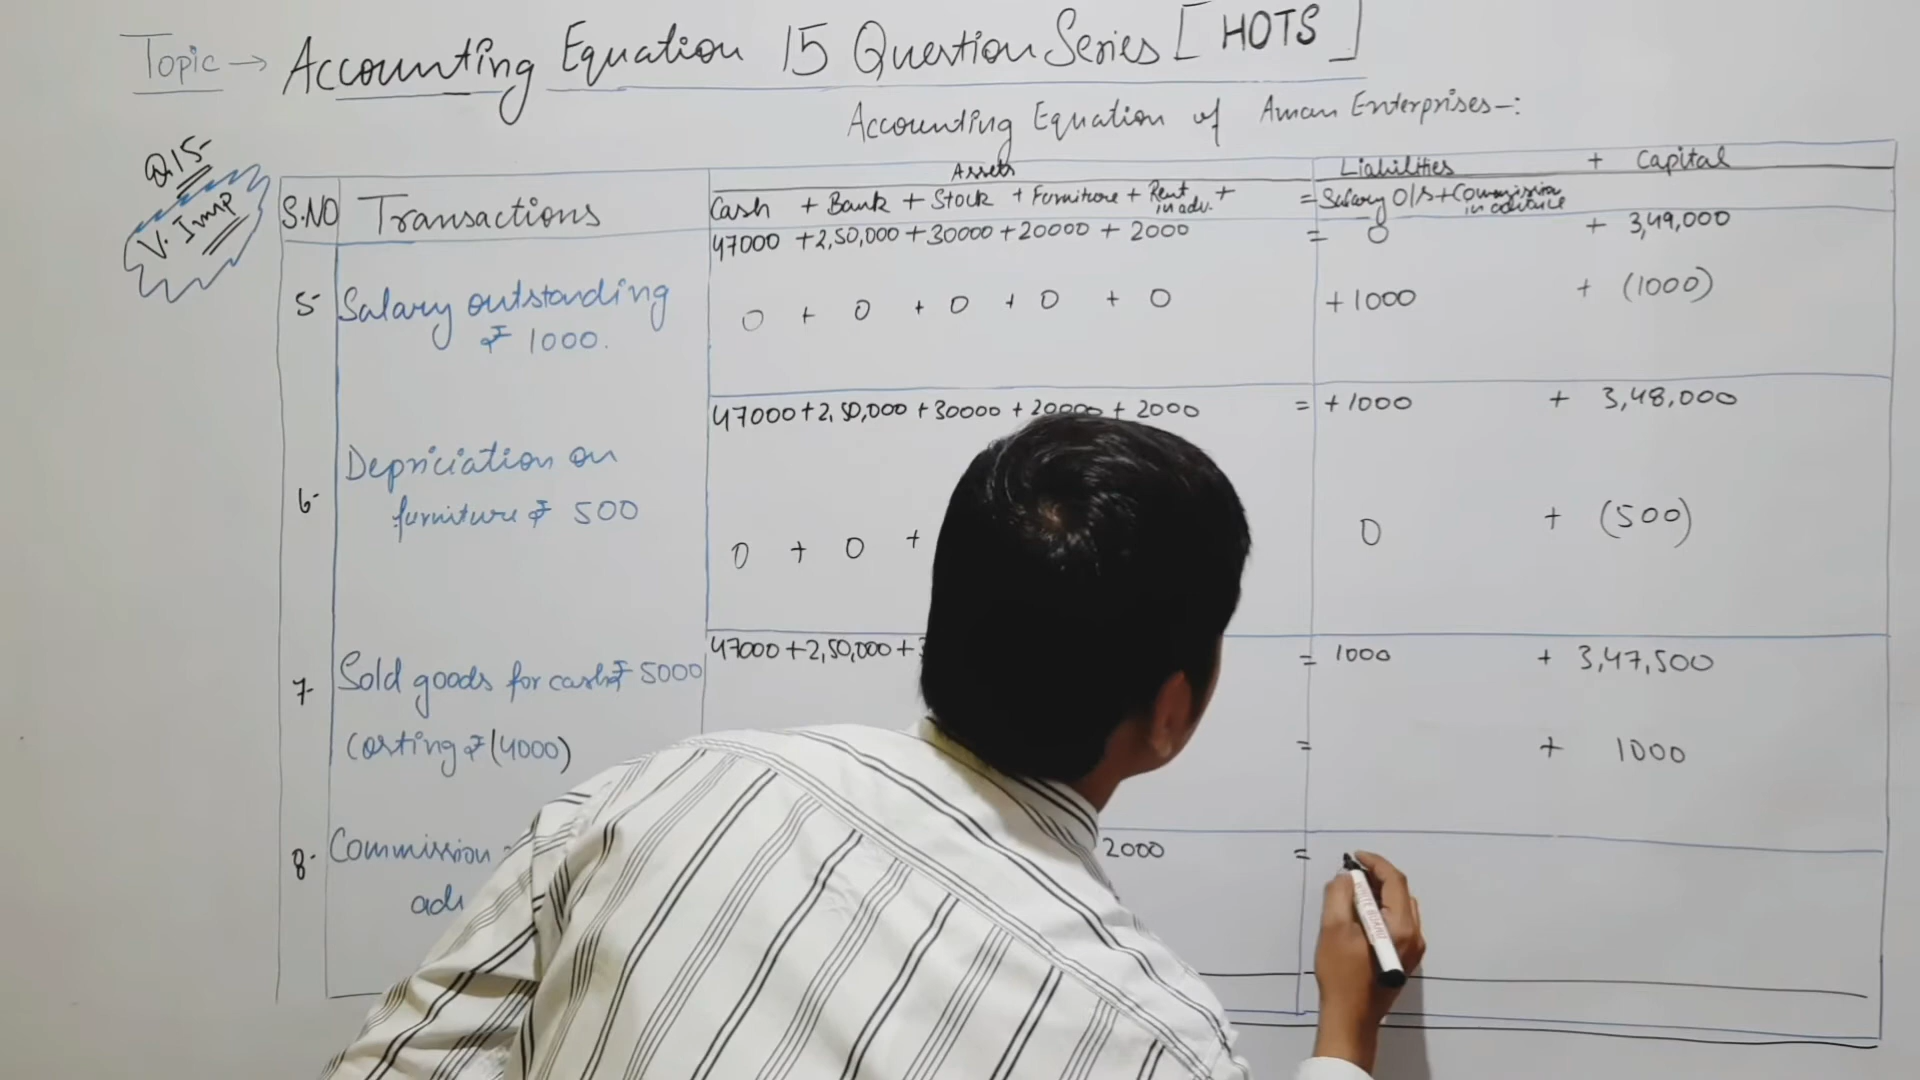 Topic → Accounting Equation 15 Question Series [HOTS]
Accounting Equation of Aman Enterprises-:
Q.15-
V. Imp
Assets
Liabilities + Capital
S.NO Transactions Cash + Bank + Stock + Furniture + Rent in adv. + = Salary O/S + Commission in advance
47000 + 2,50,000 + 30000 + 20000 + 2000 = 0 + 3,49,000
5- Salary outstanding 0 + 0 + 0 + 0 + 0 +1000 + (1000)
₹ 1000.
47000 + 2,50,000 + 30000 + 20000 + 2000 = +1000 + 3,48,000
Depriciation on
6- furniture ₹ 500 0 + 0 + 0 + (500)
47000 + 2,50,000 + = 1000 + 3,47,500
7- Sold goods for cash ₹ 5000
Costing ₹ (4000) = + 1000
8- Commission 2000 =